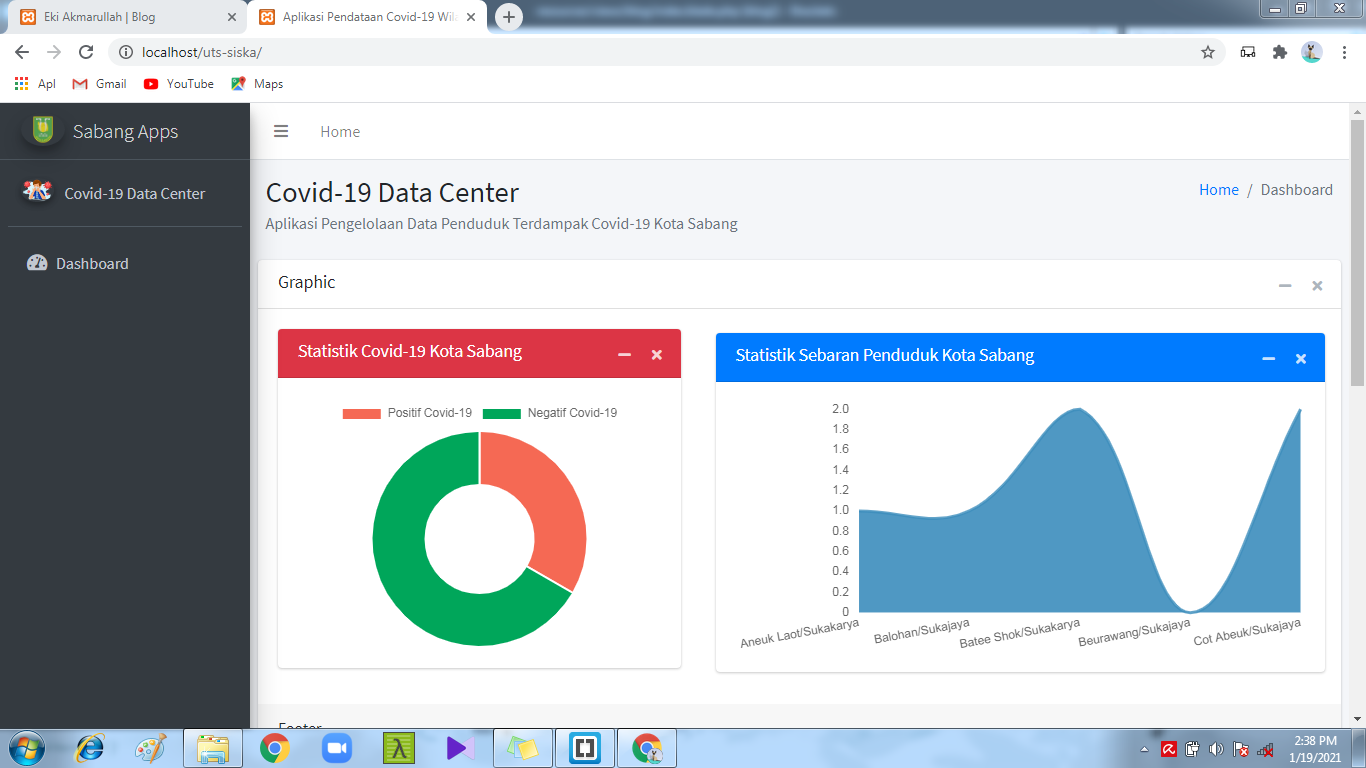 Eki Akmarullah | Blog
Aplikasi Pendataan Covid-19 Wila
localhost/uts-siska/
Apl
Gmail
YouTube
Maps
Sabang Apps
Home
Covid-19 Data Center
Dashboard
Covid-19 Data Center
Home / Dashboard
Aplikasi Pengelolaan Data Penduduk Terdampak Covid-19 Kota Sabang
Graphic
Statistik Covid-19 Kota Sabang
Positif Covid-19
Negatif Covid-19
Statistik Sebaran Penduduk Kota Sabang
2.0
1.8
1.6
1.4
1.2
1.0
0.8
0.6
0.4
0.2
0
Aneuk Laot/Sukakarya
Balohan/Sukajaya
Batee Shok/Sukakarya
Beurawang/Sukajaya
Cot Abeuk/Sukajaya
Footer
2:38 PM
1/19/2021